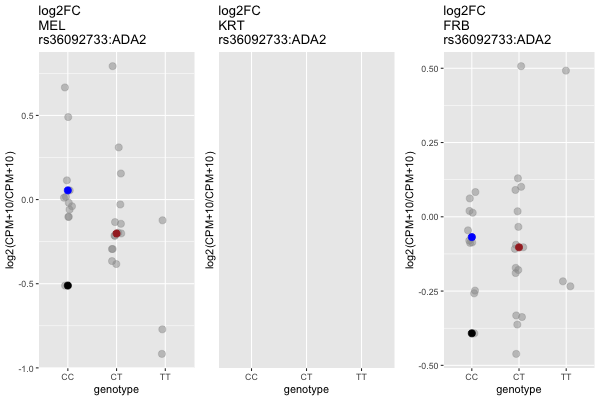 log2FC
MEL
rs36092733:ADA2
log2(CPM+10/CPM+10)
0.5
0.0
-0.5
-1.0
CC CT TT
genotype
log2FC
KRT
rs36092733:ADA2
log2(CPM+10/CPM+10)
CC CT TT
genotype
log2FC
FRB
rs36092733:ADA2
log2(CPM+10/CPM+10)
0.50
0.25
0.00
-0.25
-0.50
CC CT TT
genotype